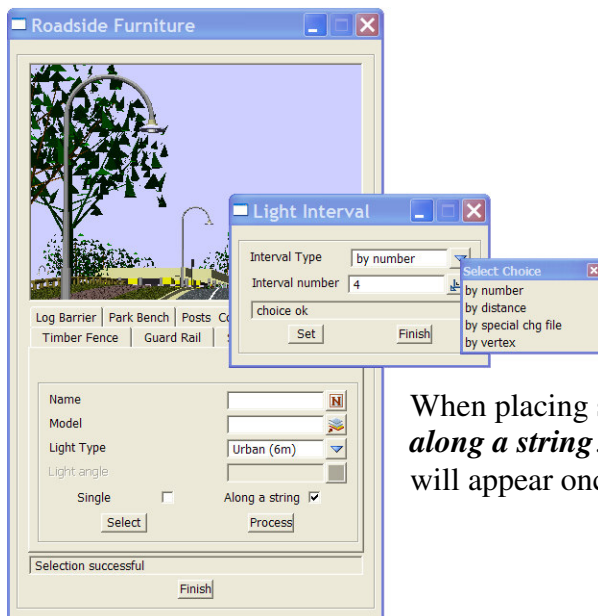 Roadside Furniture
Light Interval
Interval Type by number
Interval number 4
choice ok
Set Finish
Select Choice
by number
by distance
by special chg file
by vertex
Log Barrier Park Bench Posts
Timber Fence Guard Rail
Name
Model
Light Type Urban (6m)
Light angle
Single Along a string
Select Process
Selection successful
Finish
When placing
along a string
will appear